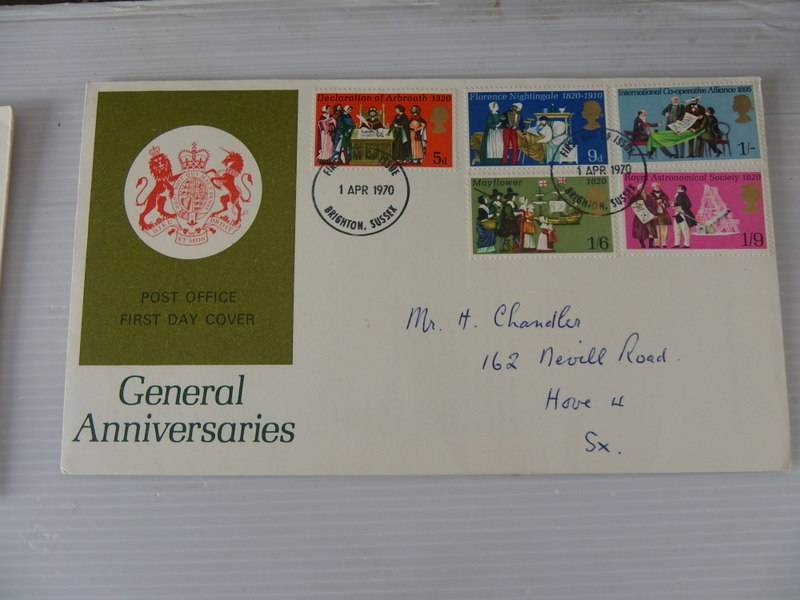 Declaration of Arbroath 1320
5d
Florence Nightingale 1820-1910
9d
International Co-operative Alliance 1895
1/-
Mayflower 1620
1/6
Royal Astronomical Society 1820
1/9
1 APR 1970
BRIGHTON, SUSSEX
1 APR 1970
BRIGHTON, SUSSEX
POST OFFICE
FIRST DAY COVER
General
Anniversaries
Mr. H. Chandler
162 Nevill Road.
Hove 4
Sx.